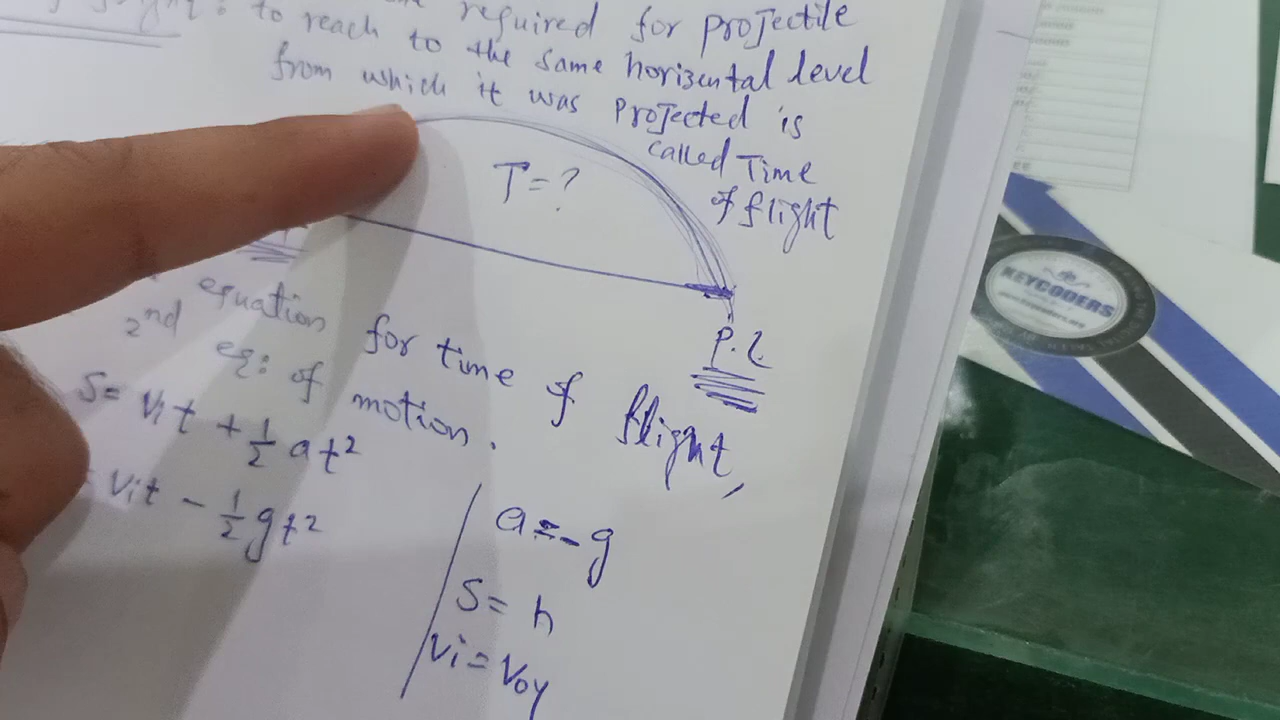 required for projectile
to reach to the same horizental level
from which it was projected is
called Time
of flight
T=?
P.L
equation for time of flight,
2nd eq: of motion.
S= Vit + 1/2 at²
Vit - 1/2 gt²
a=-g
S= h
Vi= Voy
KEYCODERS